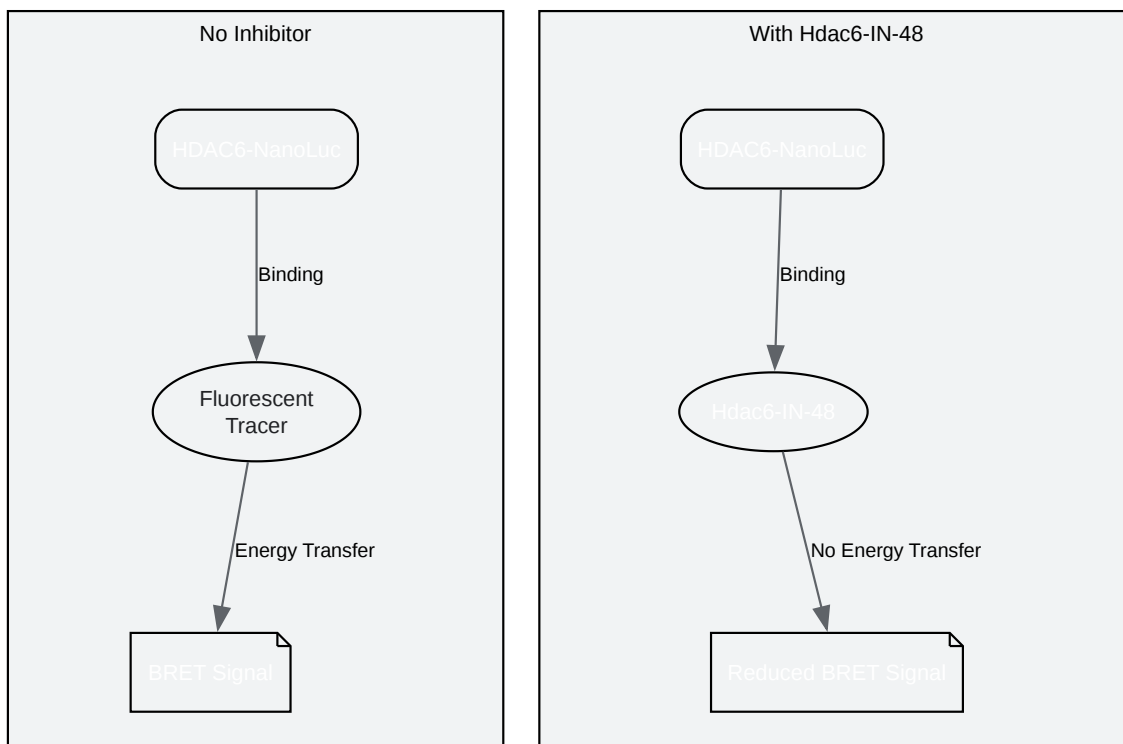 No Inhibitor
HDAC6-NanoLuc
Binding
Fluorescent
Tracer
Energy Transfer
BRET Signal
With Hdac6-IN-48
HDAC6-NanoLuc
Binding
Hdac6-IN-48
No Energy Transfer
Reduced BRET Signal